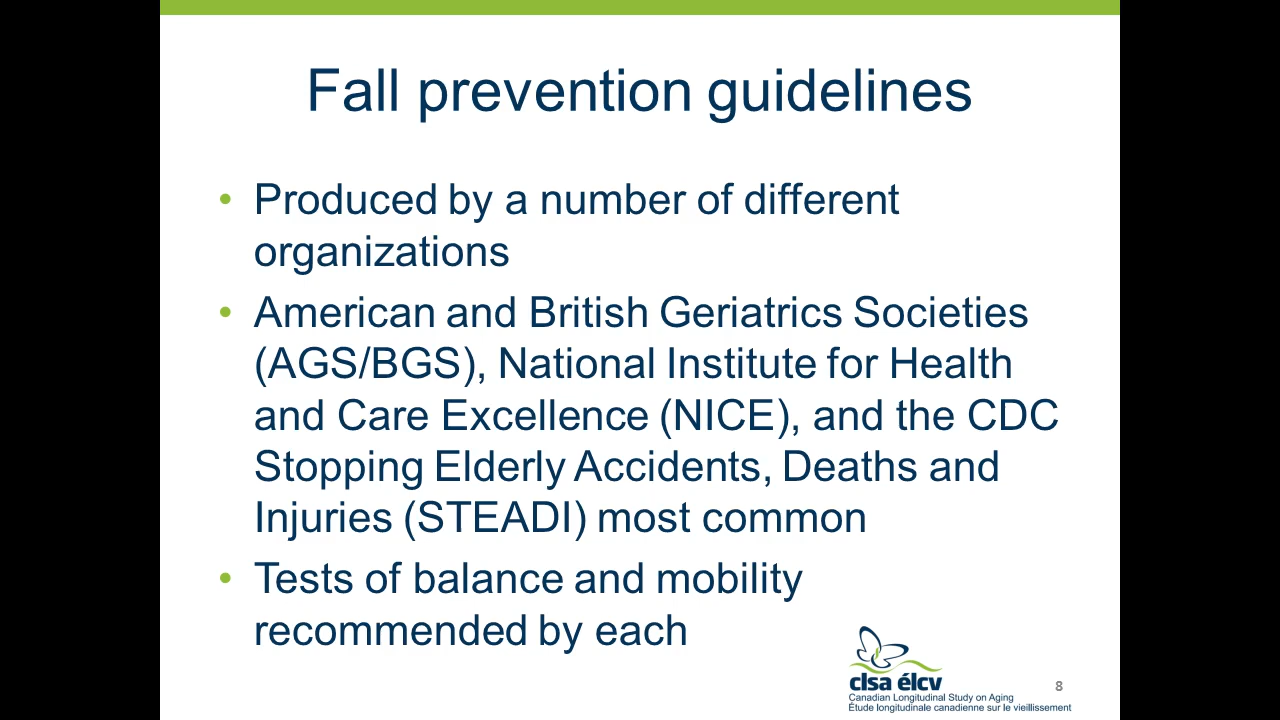 Fall prevention guidelines
• Produced by a number of different
organizations
• American and British Geriatrics Societies
(AGS/BGS), National Institute for Health
and Care Excellence (NICE), and the CDC
Stopping Elderly Accidents, Deaths and
Injuries (STEADI) most common
• Tests of balance and mobility
recommended by each
clsa élcv
Canadian Longitudinal Study on Aging
Étude longitudinale canadienne sur le vieillissement
8